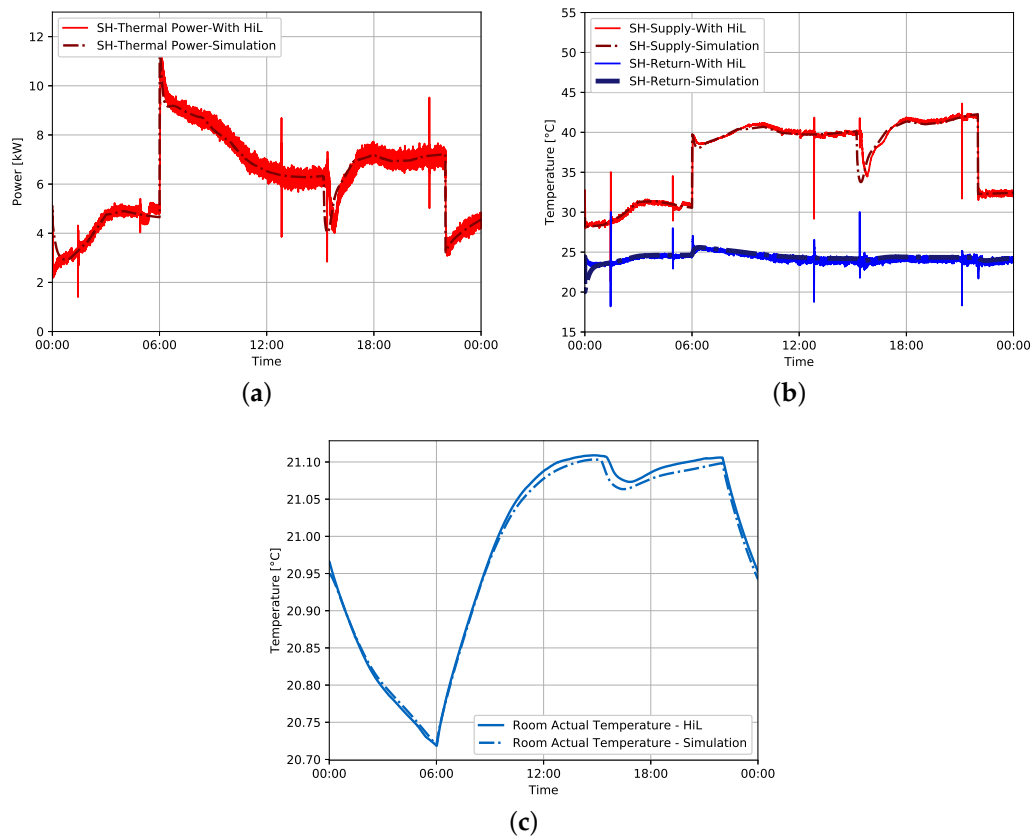 SH-Thermal Power-With HiL
SH-Thermal Power-Simulation
12
10
8
6
4
2
0
Power [kW]
00:00 06:00 12:00 18:00 00:00
Time
(a)
SH-Supply-With HiL
SH-Supply-Simulation
SH-Return-With HiL
SH-Return-Simulation
55
50
45
40
35
30
25
20
15
Temperature [°C]
00:00 06:00 12:00 18:00 00:00
Time
(b)
21.10
21.05
21.00
20.95
20.90
20.85
20.80
20.75
20.70
Temperature [°C]
Room Actual Temperature - HiL
Room Actual Temperature - Simulation
00:00 06:00 12:00 18:00 00:00
Time
(c)